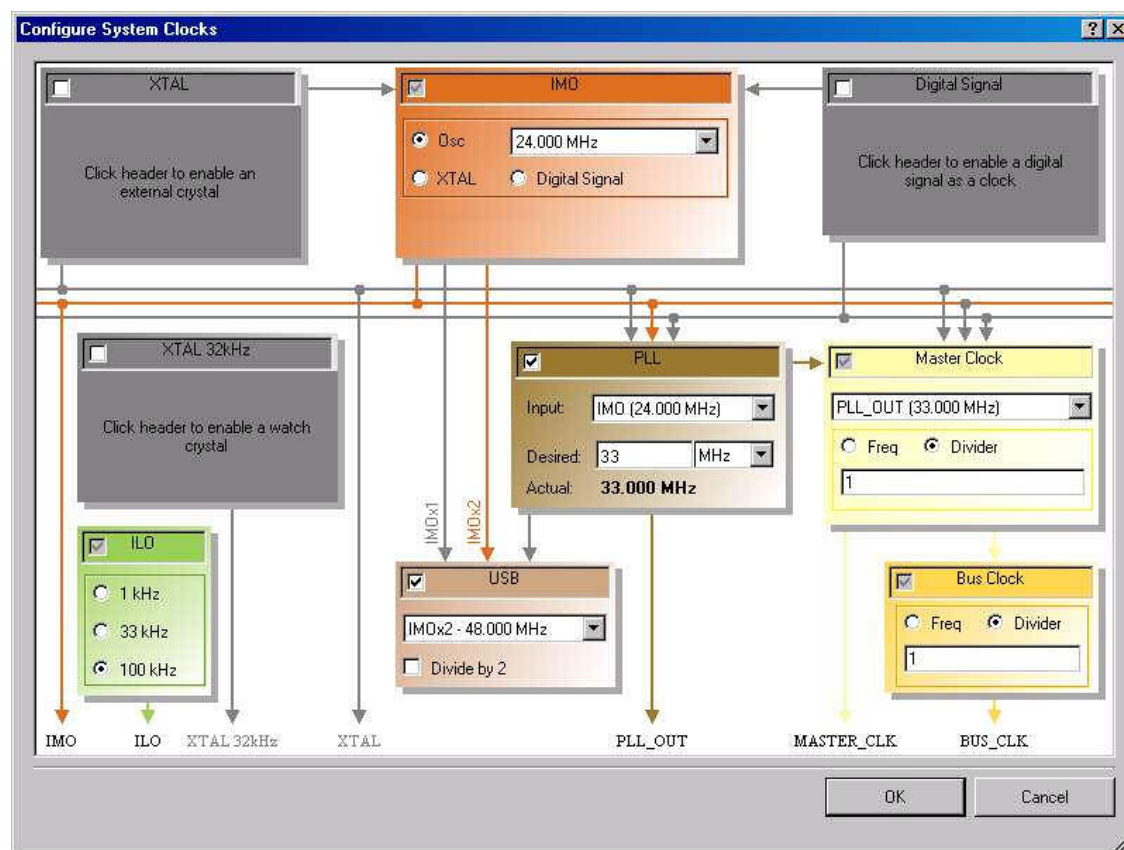 Configure System Clocks
XTAL
Click header to enable an
external crystal
IMO
Osc
24.000 MHz
XTAL
Digital Signal
Digital Signal
Click header to enable a digital
signal as a clock
XTAL 32kHz
Click header to enable a watch
crystal
PLL
Input:
IMO (24.000 MHz)
Desired:
33
MHz
Actual:
33.000 MHz
Master Clock
PLL_OUT (33.000 MHz)
Freq
Divider
1
IMOx1
IMOx2
ILO
1 kHz
33 kHz
100 kHz
USB
IMOx2 - 48.000 MHz
Divide by 2
Bus Clock
Freq
Divider
1
IMO
ILO
XTAL 32kHz
XTAL
PLL_OUT
MASTER_CLK
BUS_CLK
OK
Cancel